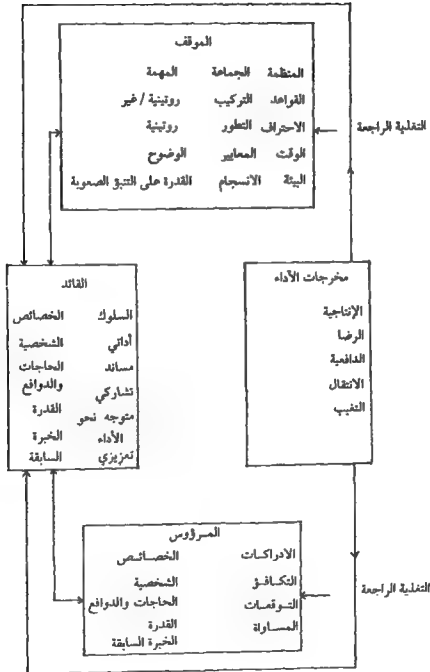 الموقف
المنظمة الجماعة المهمة
القواعد التركيب روتينية / غير
الاحتراف التطور روتينية
الوقت المعايير الوضوح
البيئة الانسجام القدرة على التنبؤ الصعوبة
التغذية الراجعة
مخرجات الأداء
الإنتاجية
الرضا
الدافعية
الانتقال
التغيب
القائد
السلوك الخصائص
أداتي الشخصية
مساند الحاجات
تشاركي والدوافع
متوجه نحو القدرة
الأداء الخبرة
تعزيزي السابقة
المرؤوس
الادراكات الخصائص
التكافؤ الشخصية
التوقعات الحاجات والدوافع
المساواة القدرة
الخبرة السابقة
التغذية الراجعة